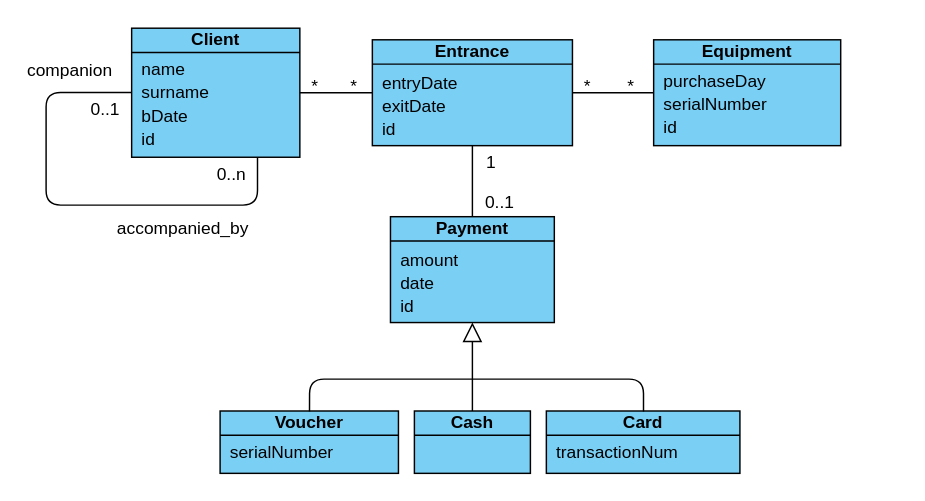 Client
name
surname
bDate
id
companion
0..1
0..n
accompanied_by
* *
Entrance
entryDate
exitDate
id
* *
Equipment
purchaseDay
serialNumber
id
1
0..1
Payment
amount
date
id
Voucher
serialNumber
Cash
Card
transactionNum